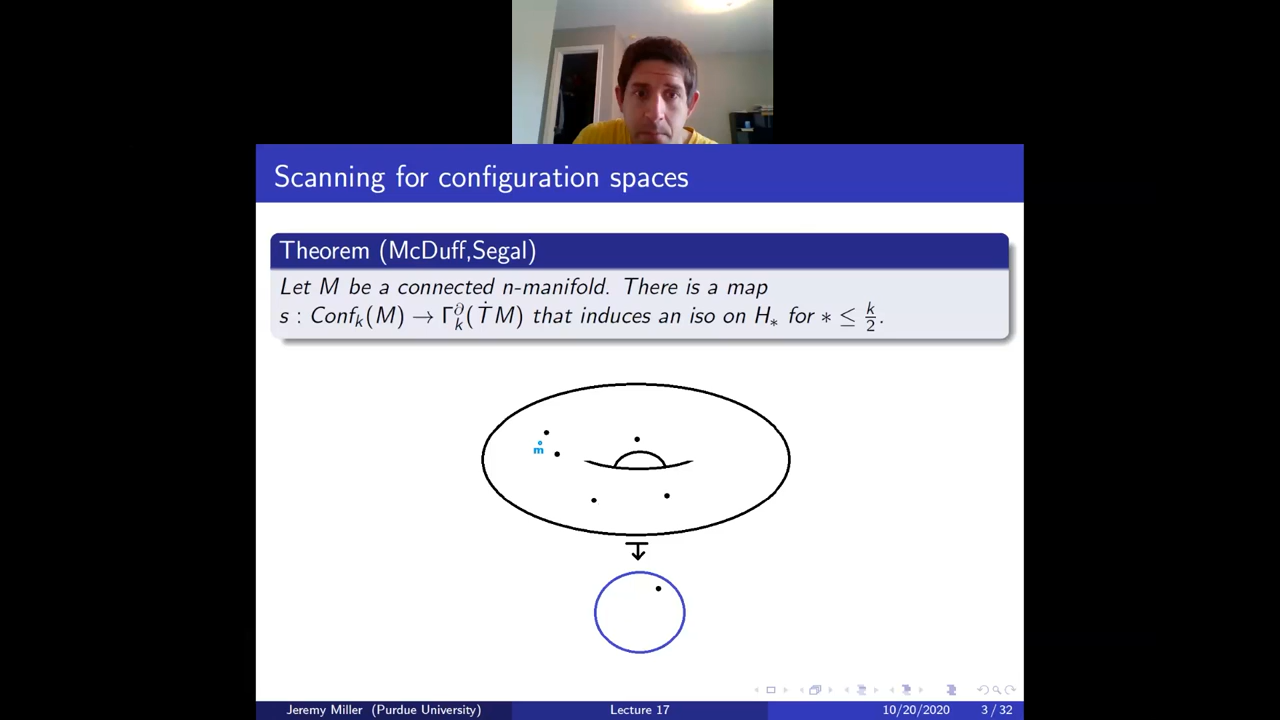 Scanning for configuration spaces
Theorem (McDuff,Segal)
Let M be a connected n-manifold. There is a map
s : Conf_k(M) → Γ^∂_k(ṪM) that induces an iso on H_* for * ≤ k/2.
m
Jeremy Miller (Purdue University) Lecture 17 10/20/2020 3 / 32